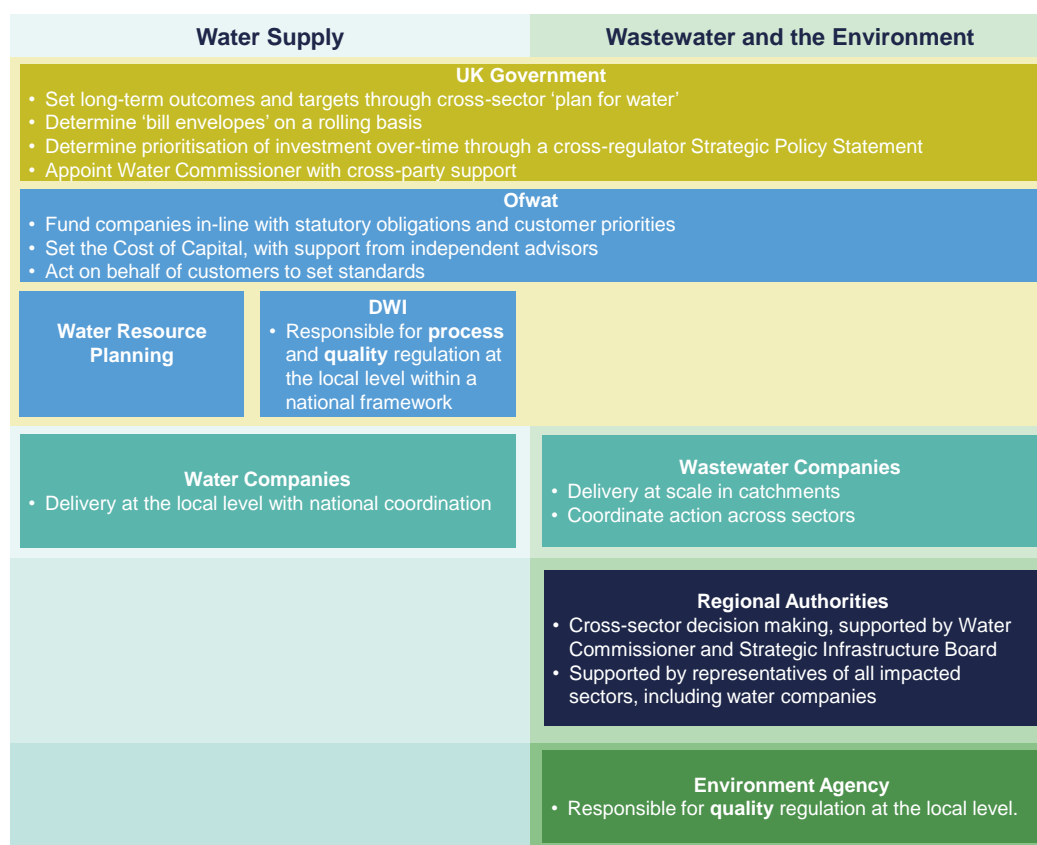 Water Supply
Wastewater and the Environment
UK Government
• Set long-term outcomes and targets through cross-sector ‘plan for water’
• Determine ‘bill envelopes’ on a rolling basis
• Determine prioritisation of investment over-time through a cross-regulator Strategic Policy Statement
• Appoint Water Commissioner with cross-party support
Ofwat
• Fund companies in-line with statutory obligations and customer priorities
• Set the Cost of Capital, with support from independent advisors
• Act on behalf of customers to set standards
Water Resource
Planning
DWI
• Responsible for process
and quality regulation at
the local level within a
national framework
Water Companies
• Delivery at the local level with national coordination
Wastewater Companies
• Delivery at scale in catchments
• Coordinate action across sectors
Regional Authorities
• Cross-sector decision making, supported by Water
Commissioner and Strategic Infrastructure Board
• Supported by representatives of all impacted
sectors, including water companies
Environment Agency
• Responsible for quality regulation at the local level.